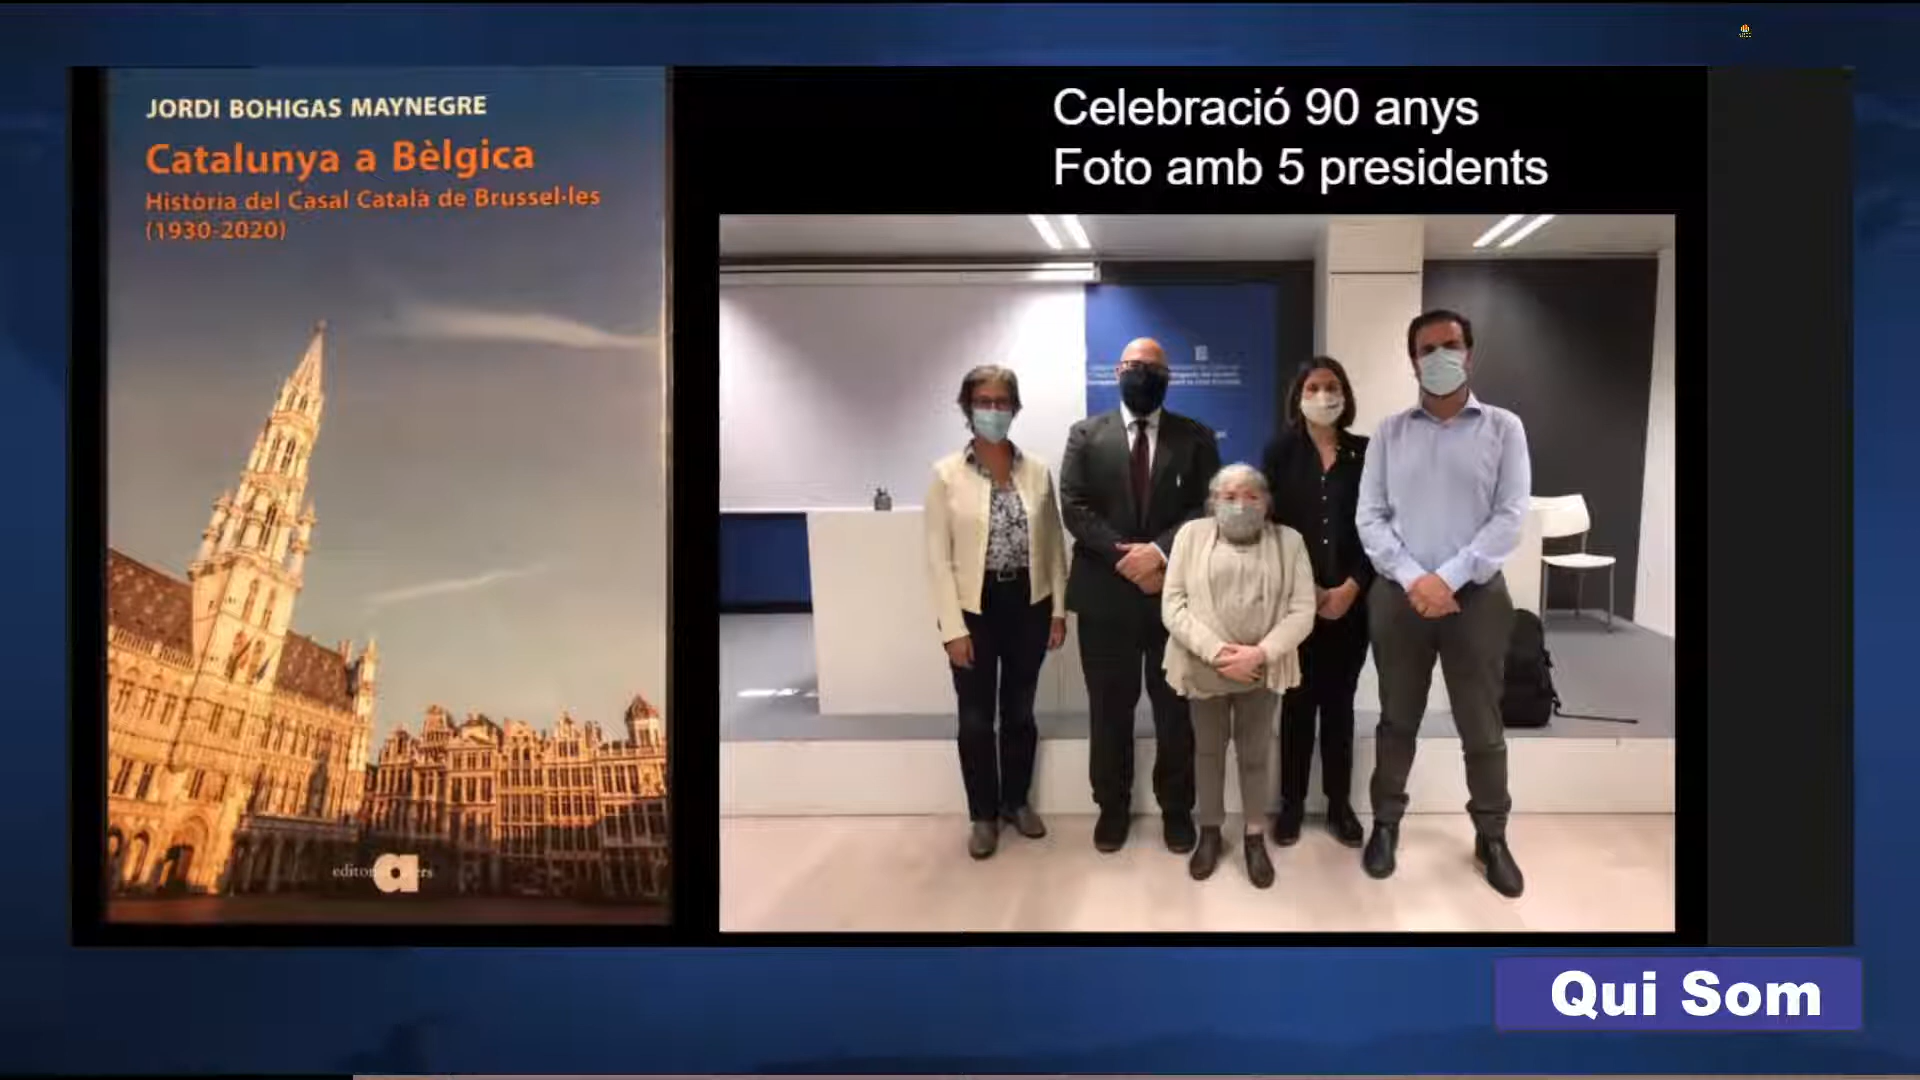 JORDI BOHIGAS MAYNEGRE
Catalunya a Bèlgica
Història del Casal Català de Brussel·les
(1930-2020)
Celebració 90 anys
Foto amb 5 presidents
Qui Som